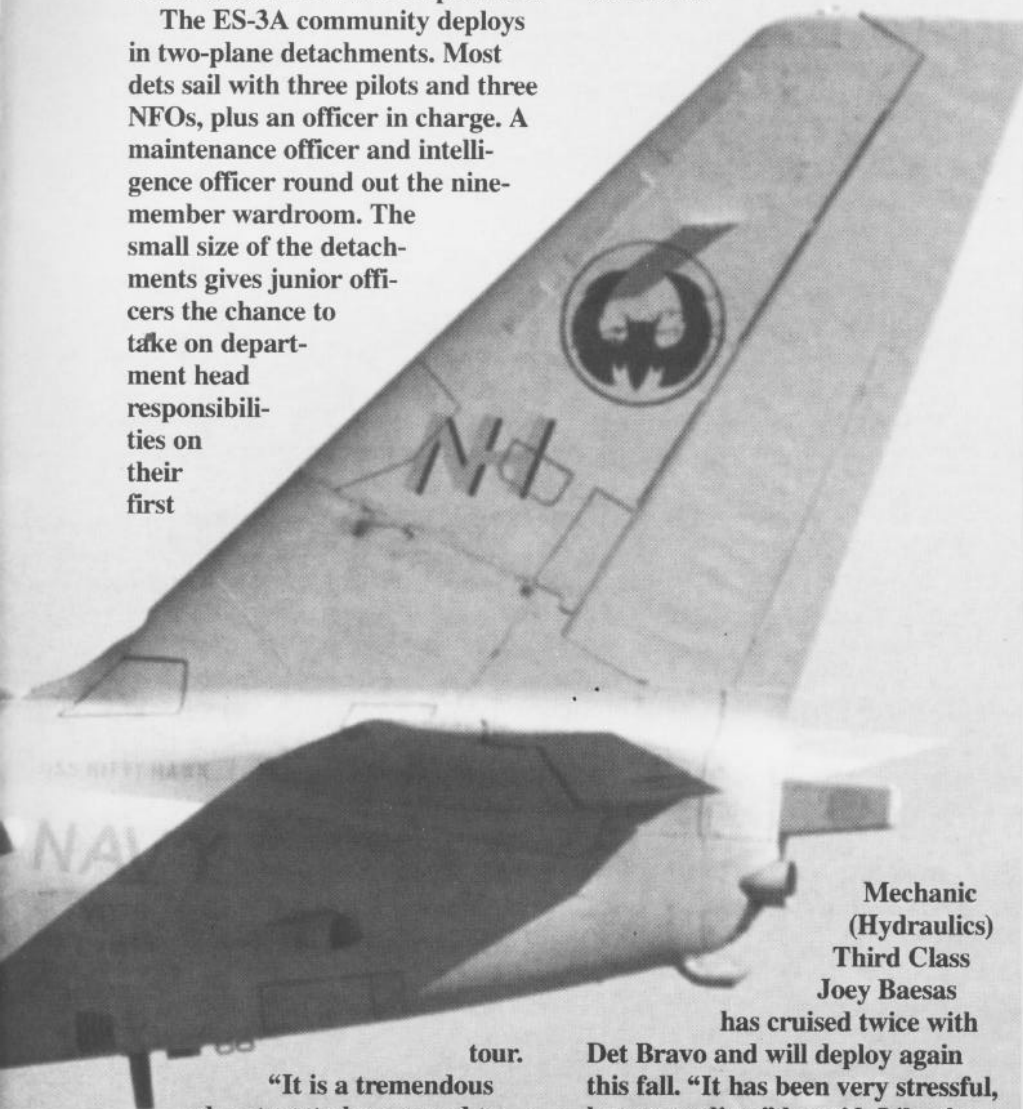 The ES-3A community deploys
in two-plane detachments. Most
dets sail with three pilots and three
NFOs, plus an officer in charge. A
maintenance officer and intelli-
gence officer round out the nine-
member wardroom. The
small size of the detach-
ments gives junior offi-
cers the chance to
take on depart-
ment head
responsibili-
ties on
their
first
tour.
“It is a tremendous
NH
USS KITTY HAWK
NAVY
Mechanic
(Hydraulics)
Third Class
Joey Baesas
has cruised twice with
Det Bravo and will deploy again
this fall. “It has been very stressful,